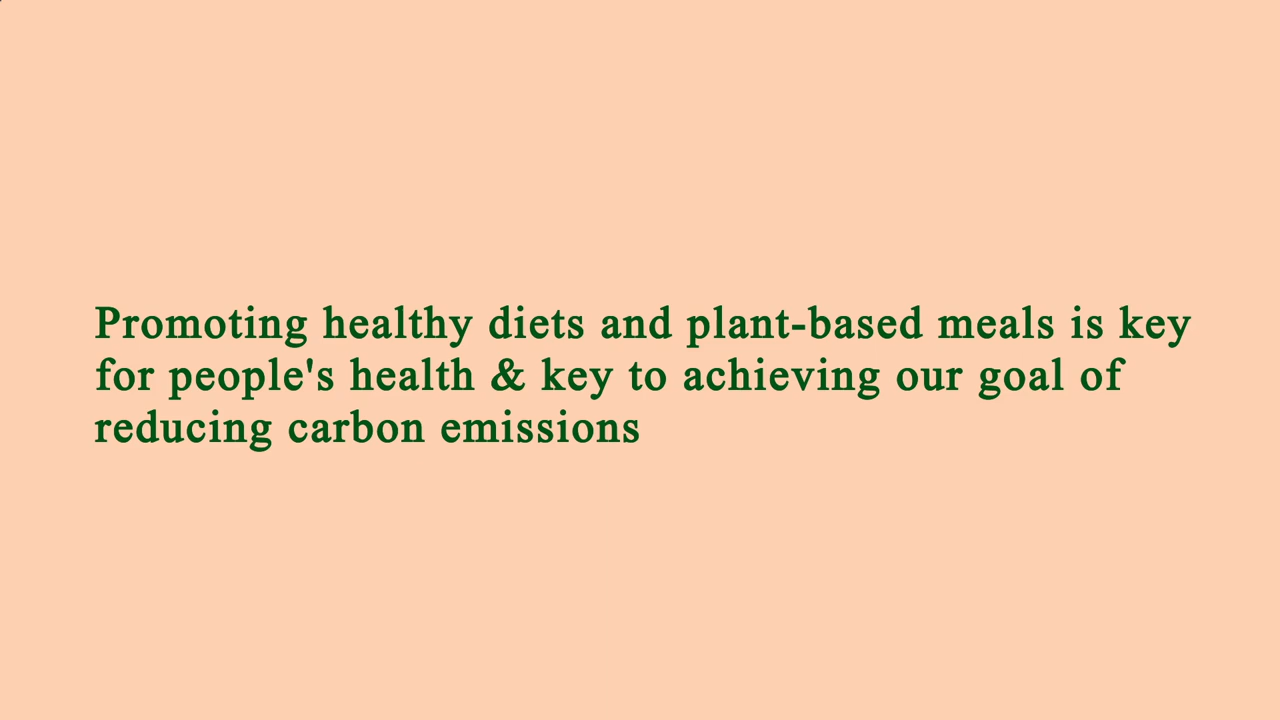 Promoting healthy diets and plant-based meals is key
for people's health & key to achieving our goal of
reducing carbon emissions